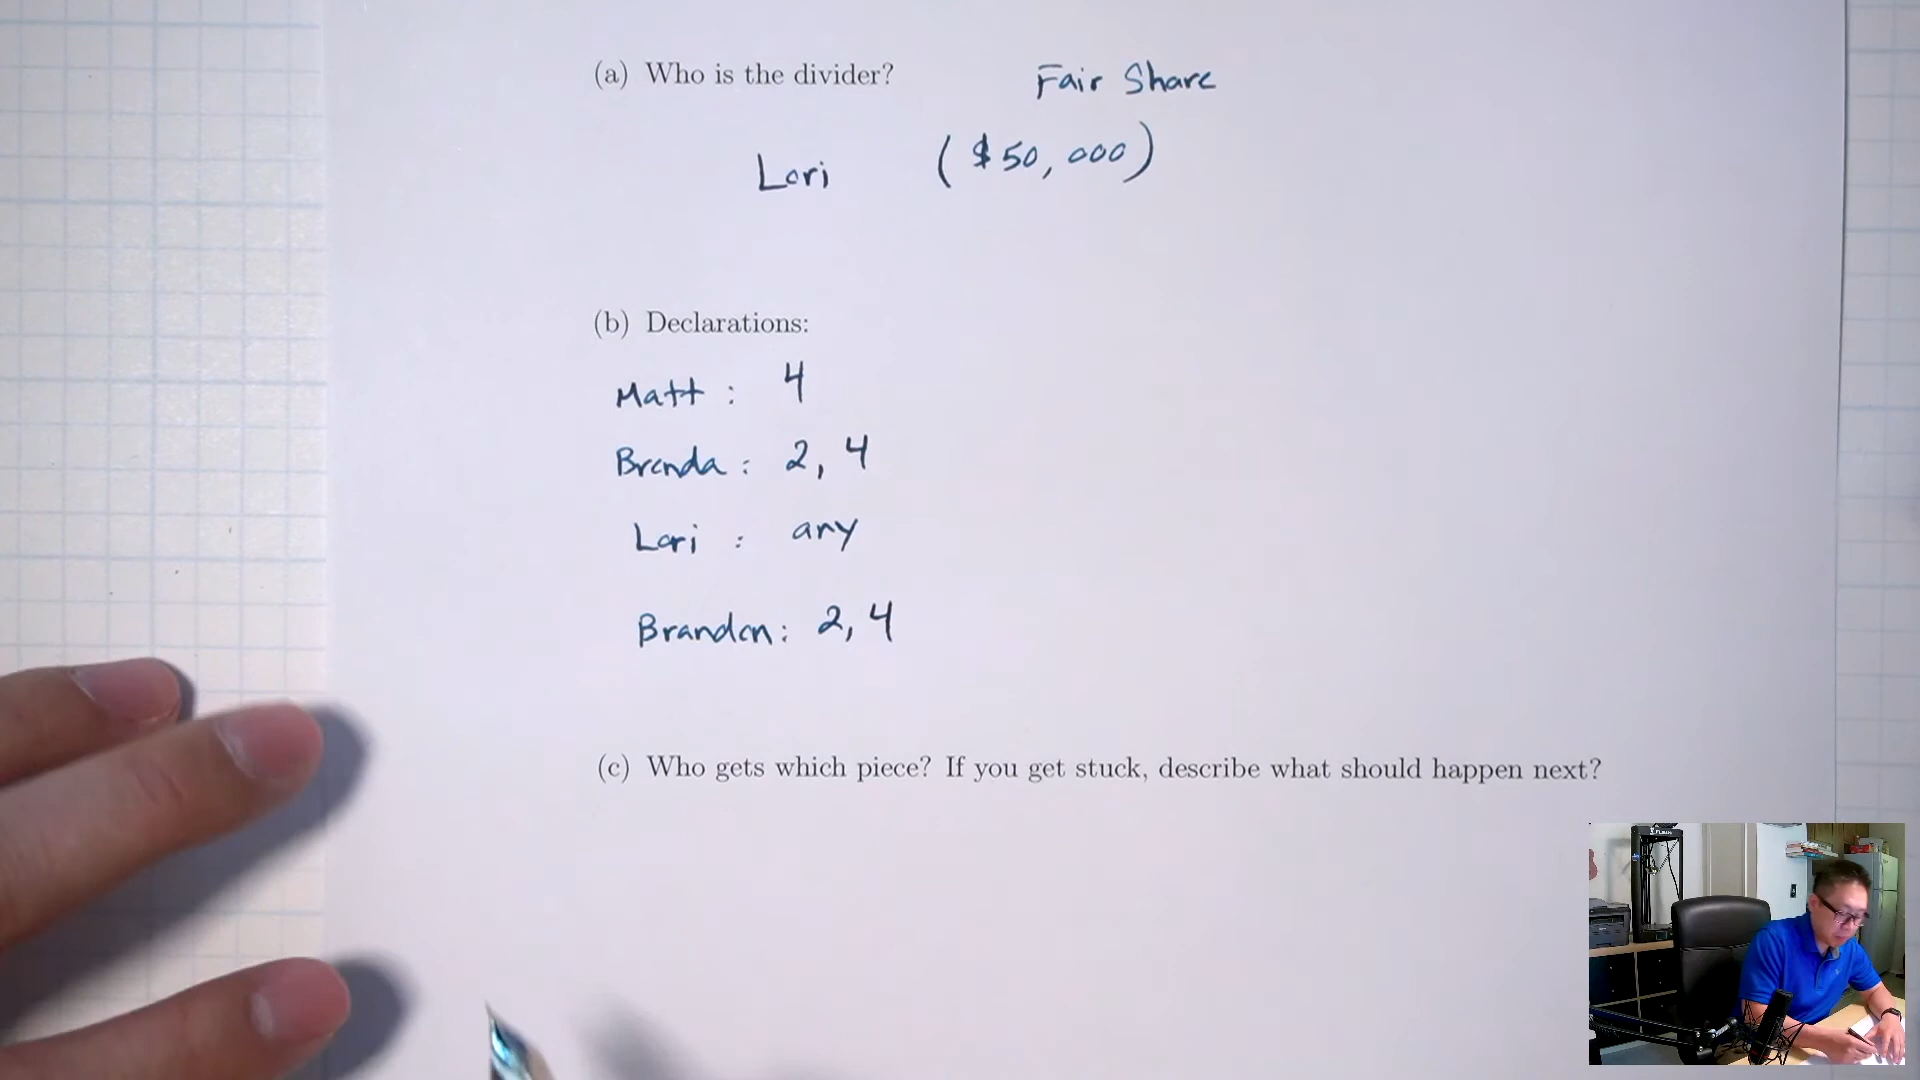 (a) Who is the divider?
Fair Share
Lori ($50,000)
(b) Declarations:
Matt : 4
Brenda : 2, 4
Lori : any
Brandon: 2, 4
(c) Who gets which piece? If you get stuck, describe what should happen next?